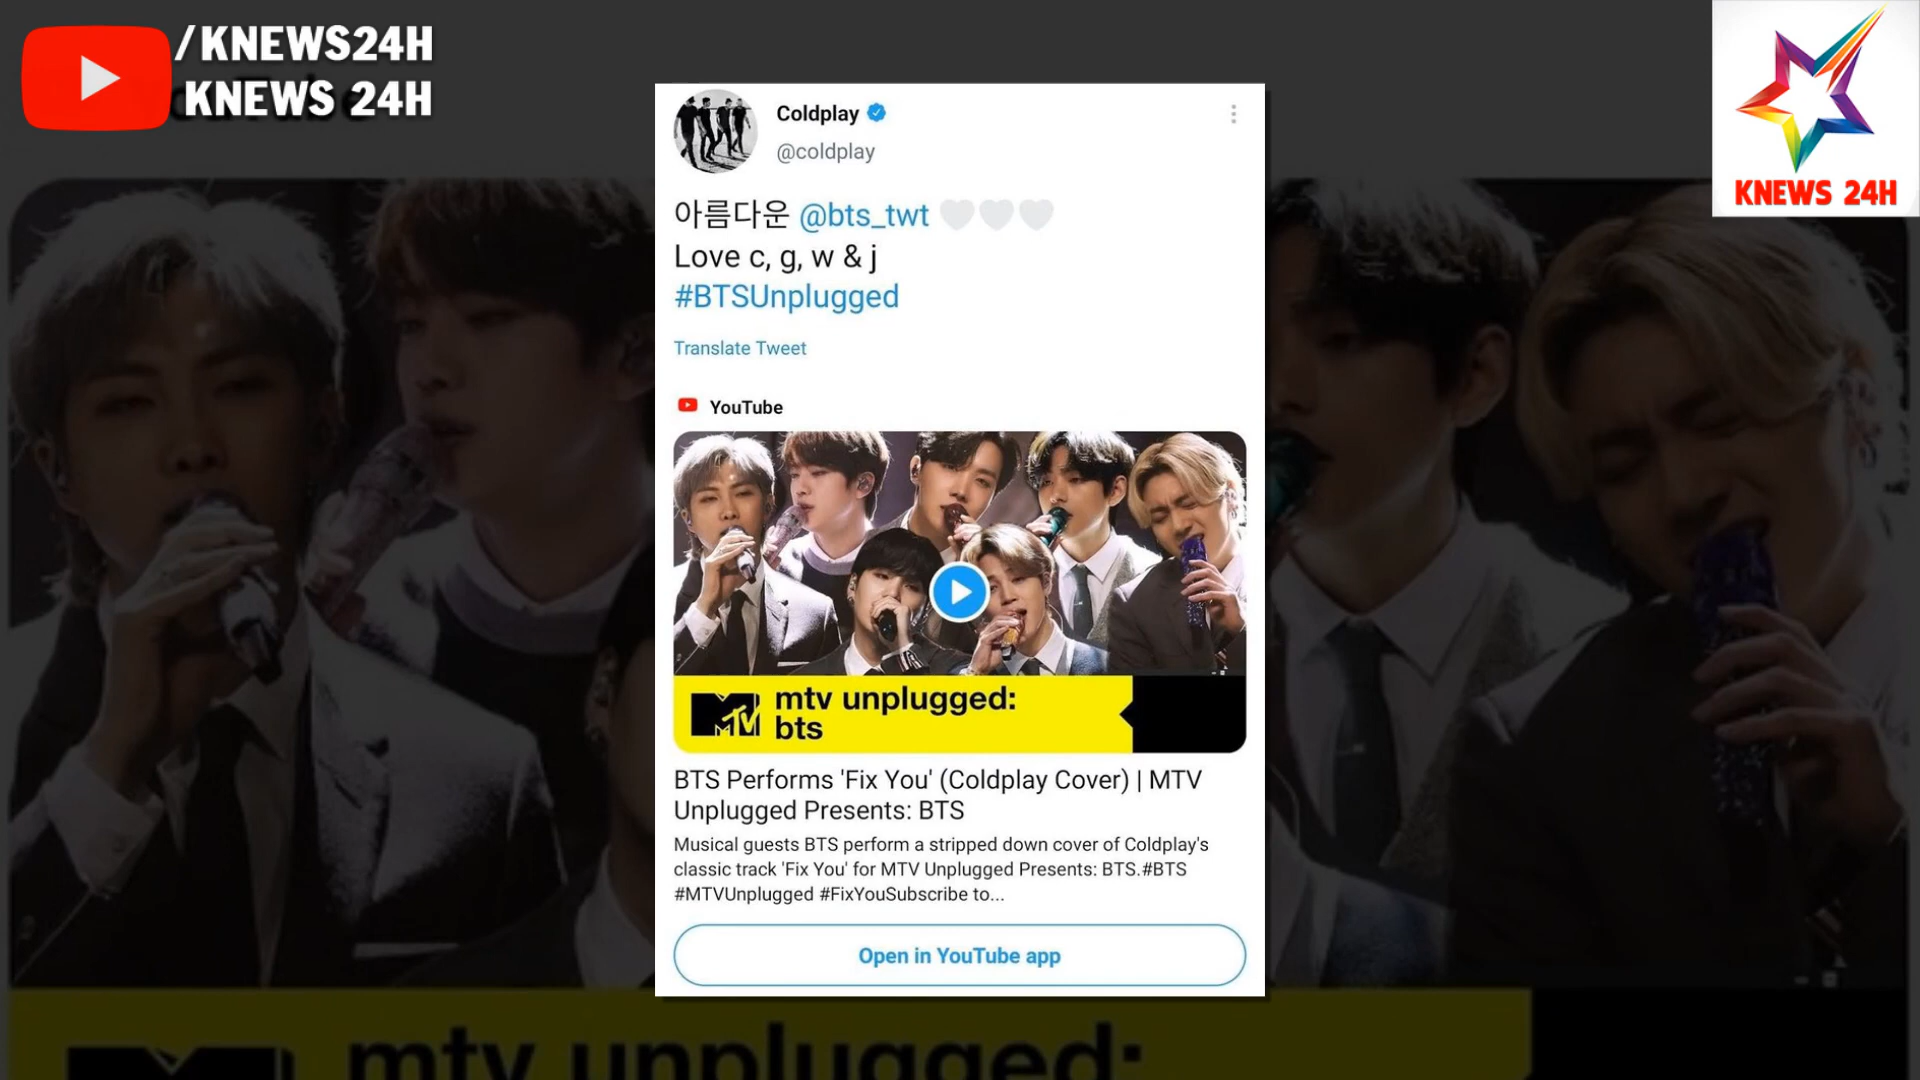 /KNEWS24H
KNEWS 24H
KNEWS 24H
Coldplay
@coldplay
아름다운 @bts_twt 🤍🤍🤍
Love c, g, w & j
#BTSUnplugged
Translate Tweet
YouTube
MTV
mtv unplugged:
bts
BTS Performs 'Fix You' (Coldplay Cover) | MTV
Unplugged Presents: BTS
Musical guests BTS perform a stripped down cover of Coldplay's
classic track 'Fix You' for MTV Unplugged Presents: BTS.#BTS
#MTVUnplugged #FixYouSubscribe to...
Open in YouTube app
mtv unplugged: